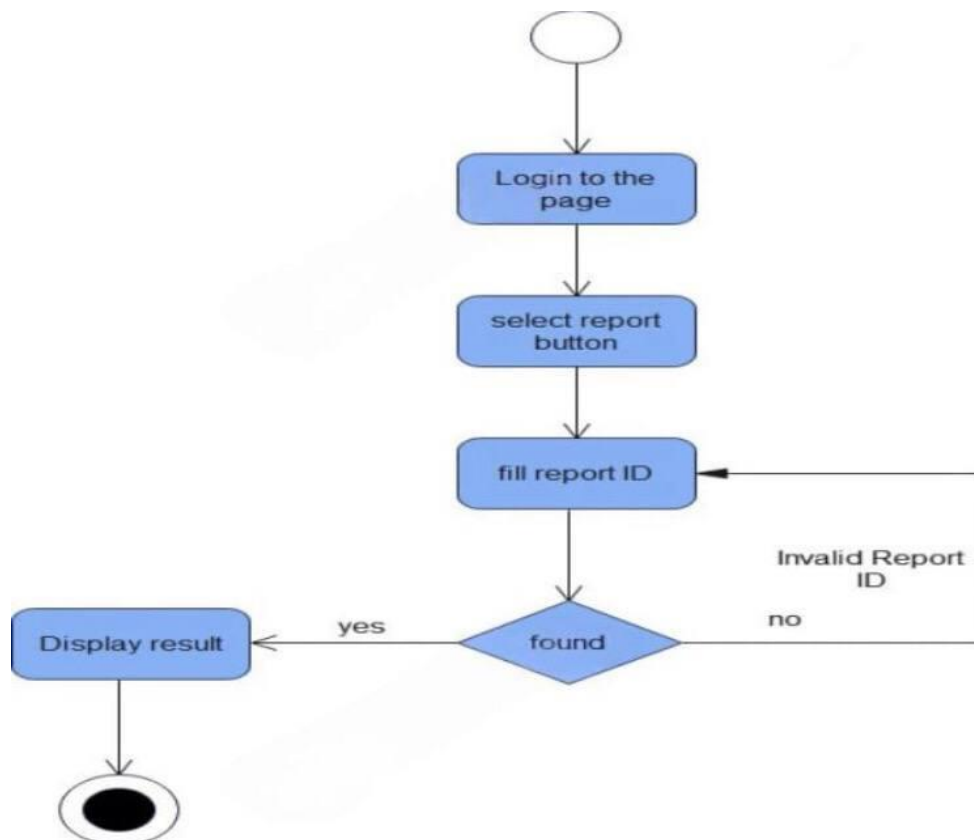 Login to the
page
select report
button
fill report ID
Invalid Report
ID
Display result
yes
found
no